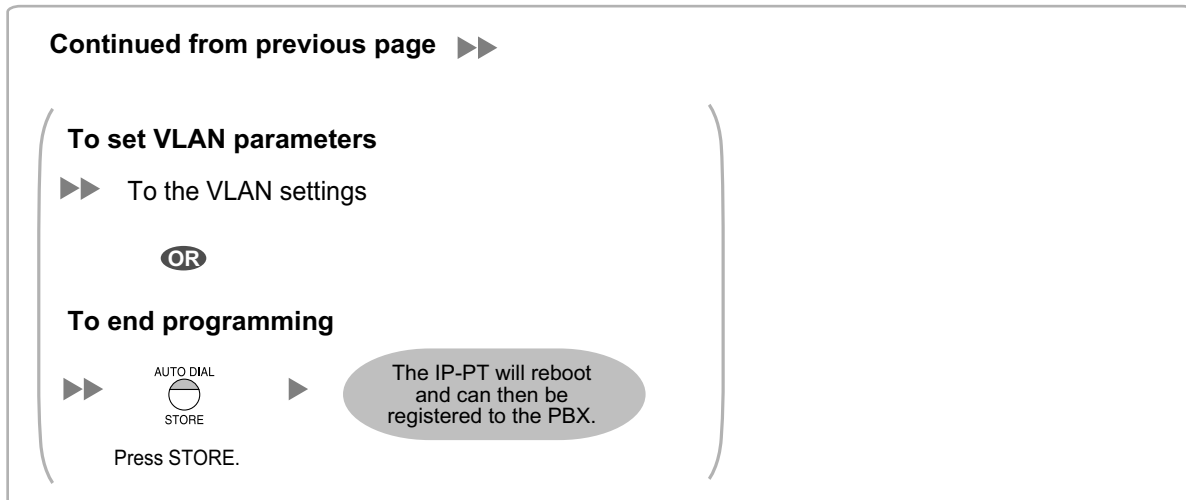 Continued from previous page
To set VLAN parameters
To the VLAN settings
OR
To end programming
AUTO DIAL
STORE
Press STORE.
The IP-PT will reboot
and can then be
registered to the PBX.